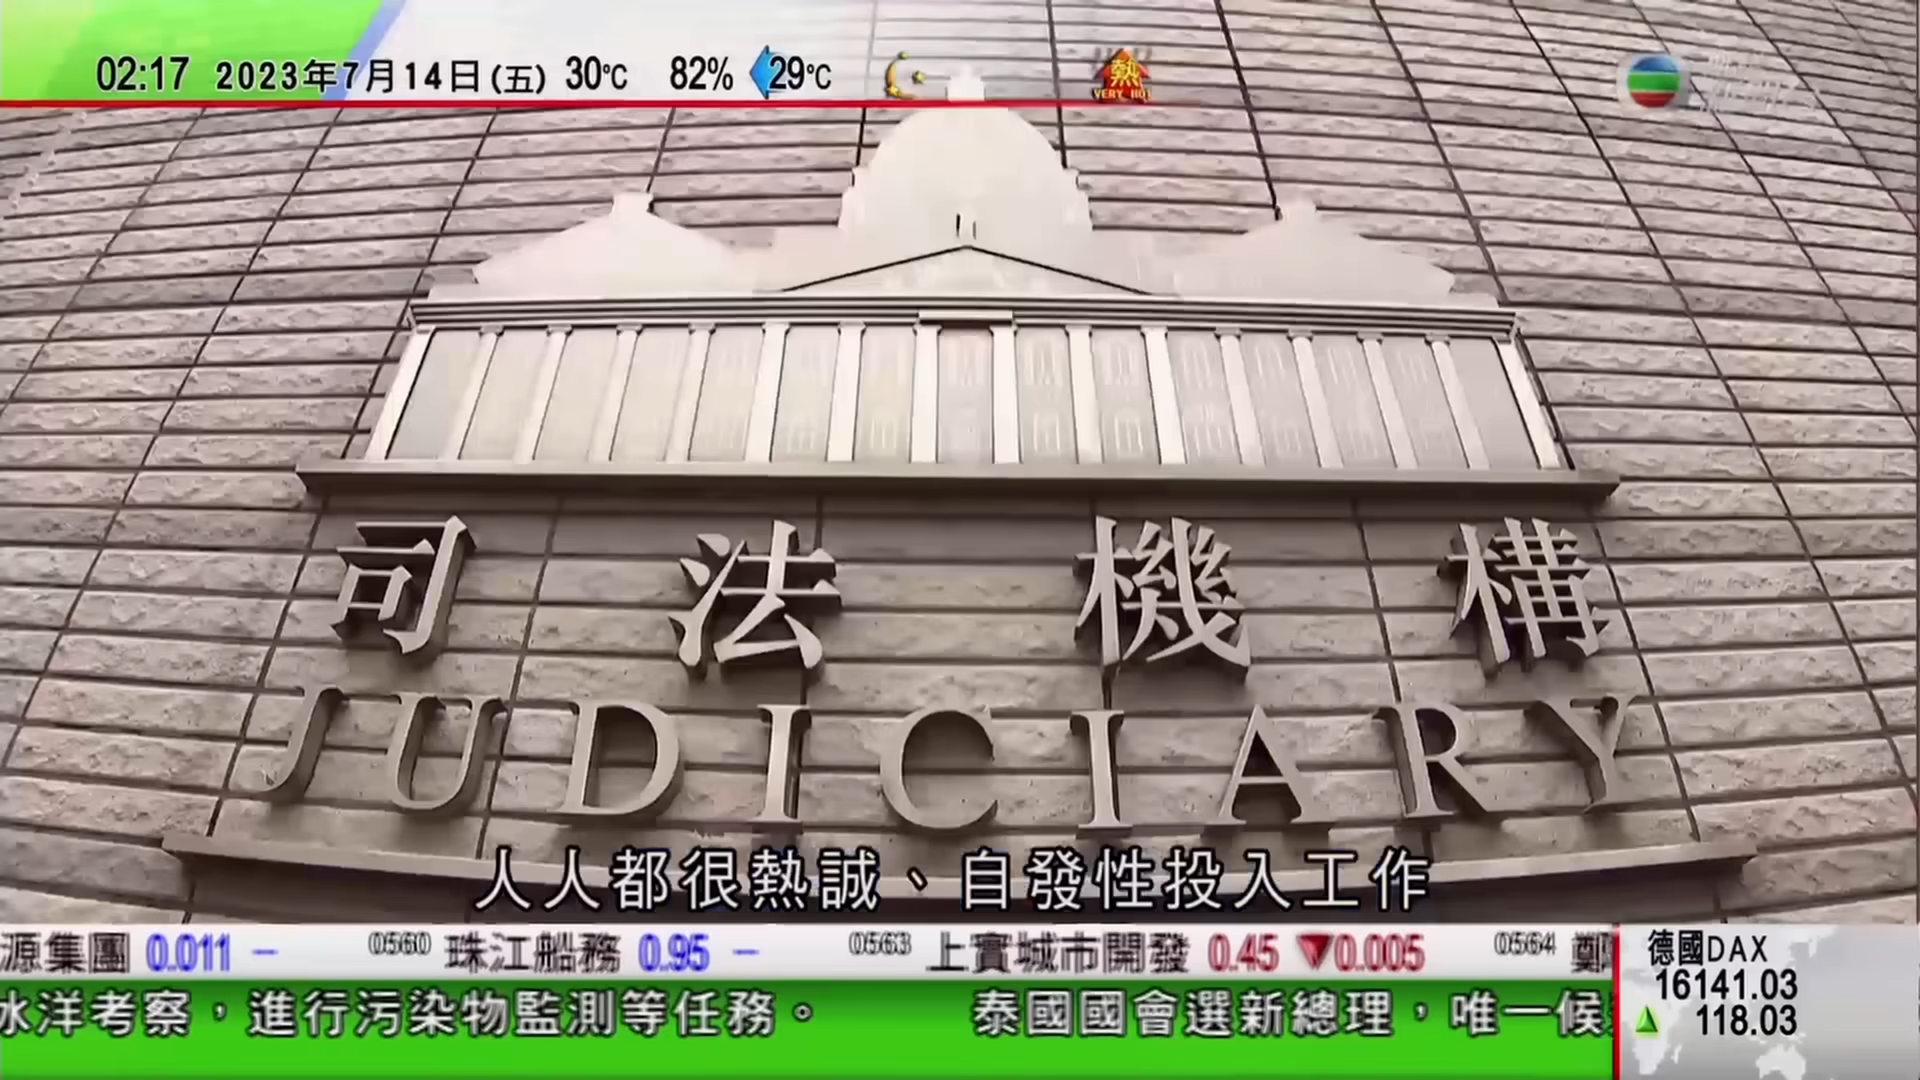 02:17 2023年7月14日(五) 30°C 82% 29°C
熱
VERY HOT
司法機構
JUDICIARY
人人都很熱誠、自發性投入工作
源集團 0.011 – 0560 珠江船務 0.95 – 0563 上實城市開發 0.45 ▼0.005 0564
德國DAX
16141.03
▲ 118.03
冰洋考察，進行污染物監測等任務。 泰國國會選新總理，唯一候